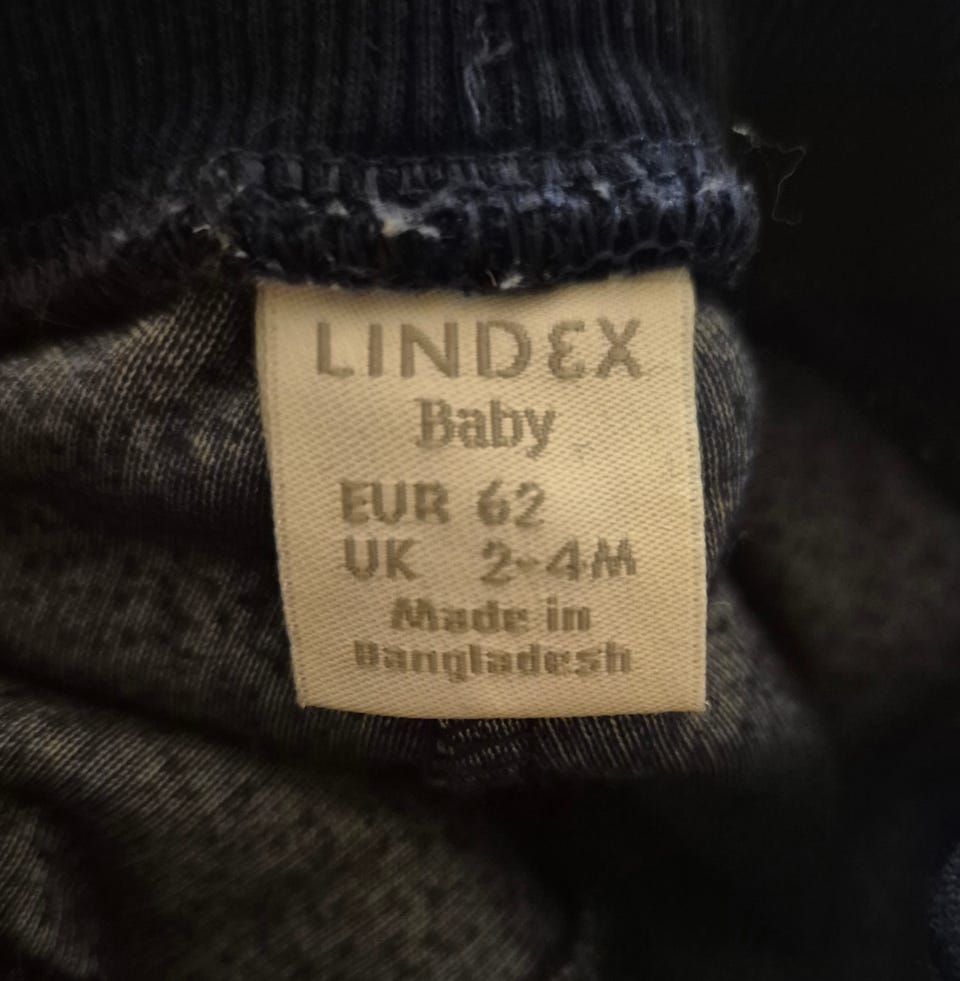 LINDEX
Baby
EUR 62
UK 2-4M
Made in
Bangladesh